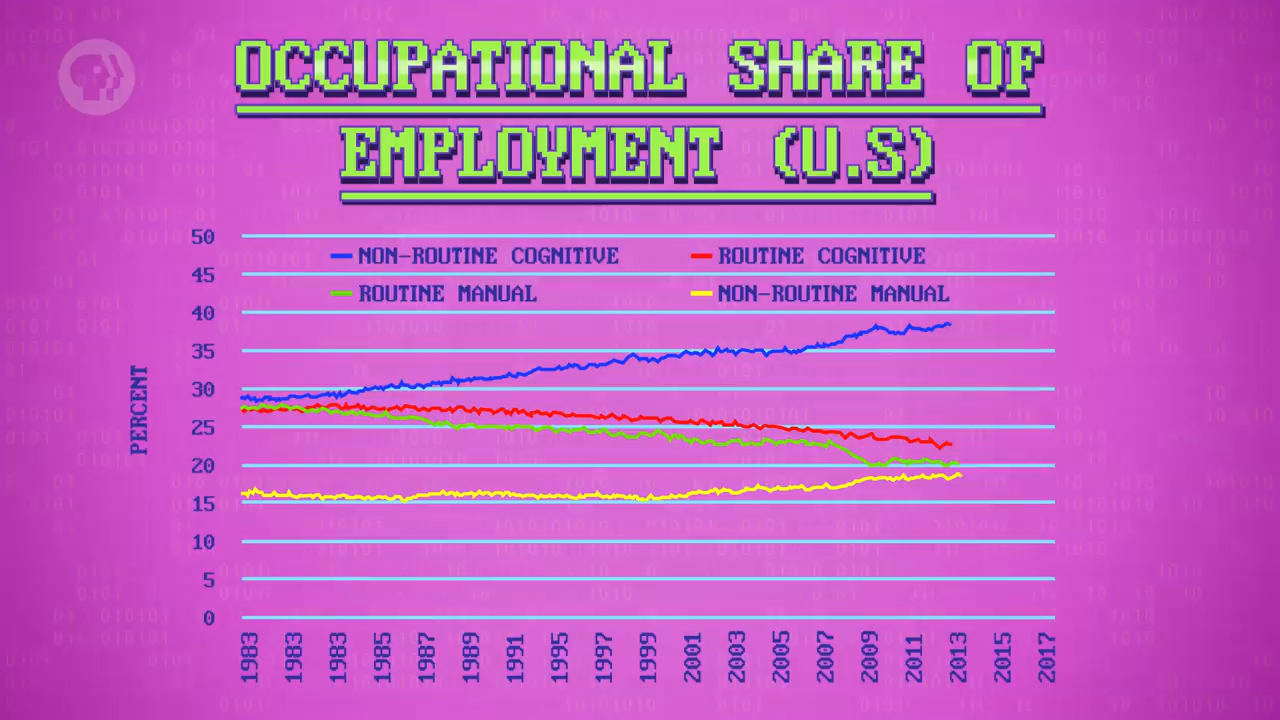 OCCUPATIONAL SHARE OF
EMPLOYMENT (U.S)
NON-ROUTINE COGNITIVE
ROUTINE COGNITIVE
ROUTINE MANUAL
NON-ROUTINE MANUAL
PERCENT
50
45
40
35
30
25
20
15
10
5
0
1983 1983 1983 1985 1987 1989 1991 1995 1997 1999 2001 2003 2005 2007 2009 2011 2013 2015 2017